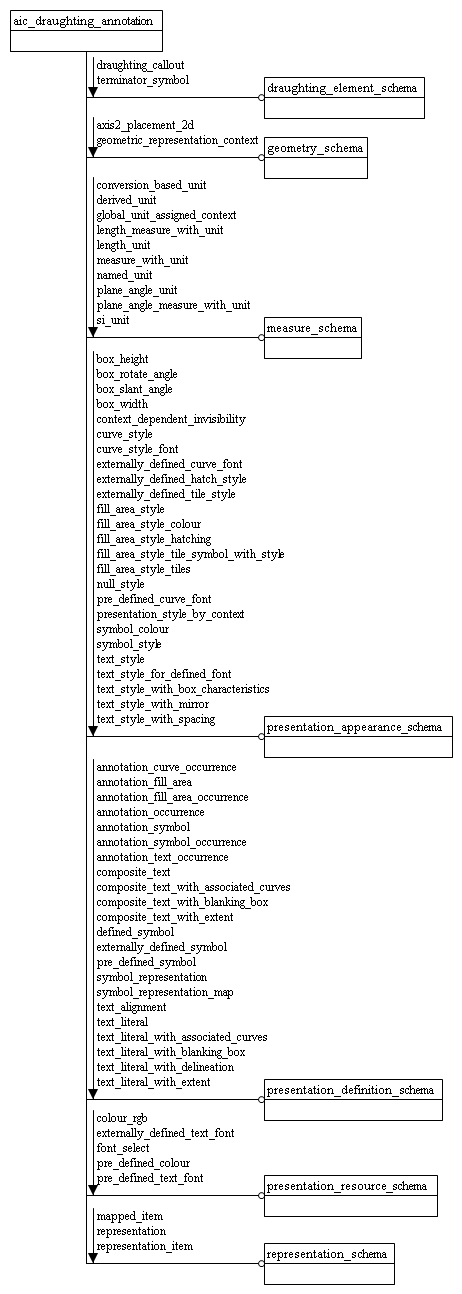 aic_draughting_annotation
draughting_callout
terminator_symbol
draughting_element_schema
axis2_placement_2d
geometric_representation_context
geometry_schema
conversion_based_unit
derived_unit
global_unit_assigned_context
length_measure_with_unit
length_unit
measure_with_unit
named_unit
plane_angle_unit
plane_angle_measure_with_unit
si_unit
measure_schema
box_height
box_rotate_angle
box_slant_angle
box_width
context_dependent_invisibility
curve_style
curve_style_font
externally_defined_curve_font
externally_defined_hatch_style
externally_defined_tile_style
fill_area_style
fill_area_style_colour
fill_area_style_hatching
fill_area_style_tile_symbol_with_style
fill_area_style_tiles
null_style
pre_defined_curve_font
presentation_style_by_context
symbol_colour
symbol_style
text_style
text_style_for_defined_font
text_style_with_box_characteristics
text_style_with_mirror
text_style_with_spacing
presentation_appearance_schema
annotation_curve_occurrence
annotation_fill_area
annotation_fill_area_occurrence
annotation_occurrence
annotation_symbol
annotation_symbol_occurrence
annotation_text_occurrence
composite_text
composite_text_with_associated_curves
composite_text_with_blanking_box
composite_text_with_extent
defined_symbol
externally_defined_symbol
pre_defined_symbol
symbol_representation
symbol_representation_map
text_alignment
text_literal
text_literal_with_associated_curves
text_literal_with_blanking_box
text_literal_with_delineation
text_literal_with_extent
presentation_definition_schema
colour_rgb
externally_defined_text_font
font_select
pre_defined_colour
pre_defined_text_font
presentation_resource_schema
mapped_item
representation
representation_item
representation_schema